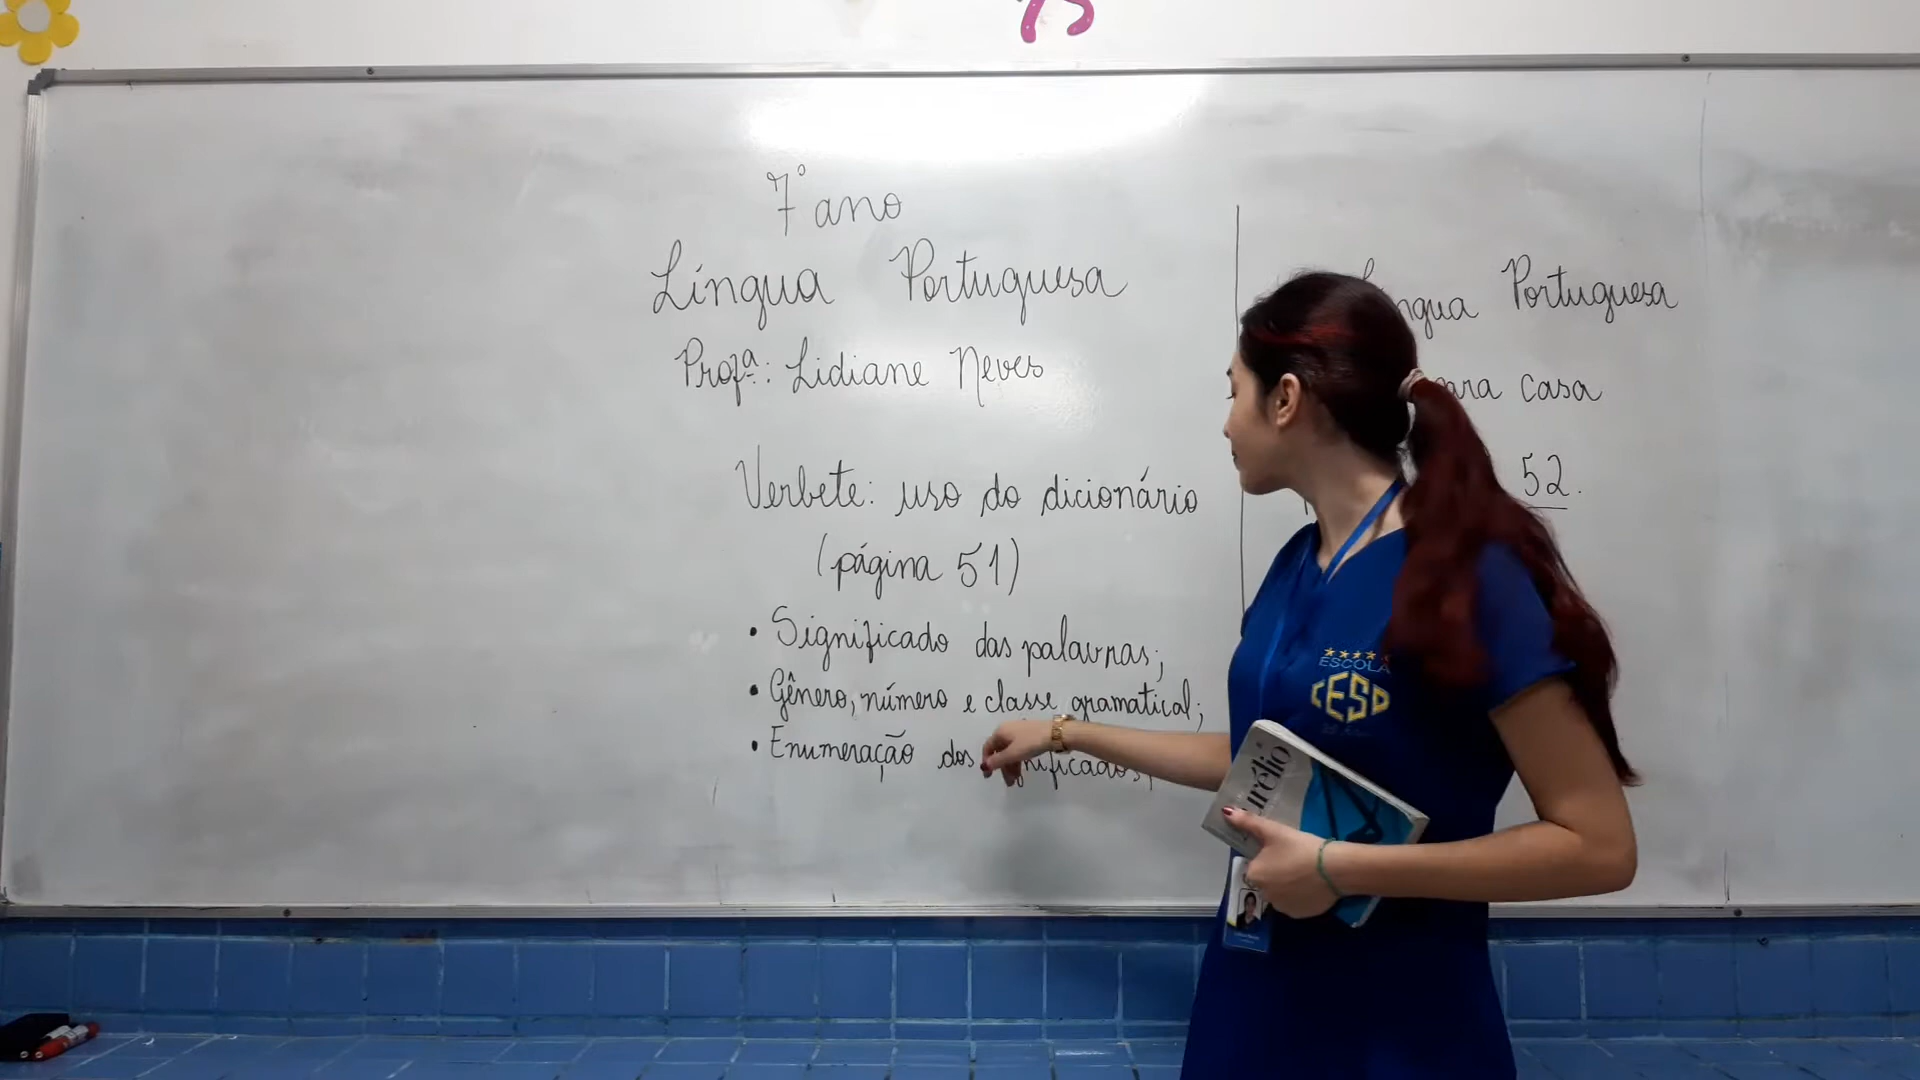 7º ano
Língua Portuguesa
Profª: Lidiane Neves
Verbete: uso do dicionário
(página 51)
• Significado das palavras;
• Gênero, número e classe gramatical;
• Enumeração dos
Portuguesa
casa
52.
ESCOLA
CESD